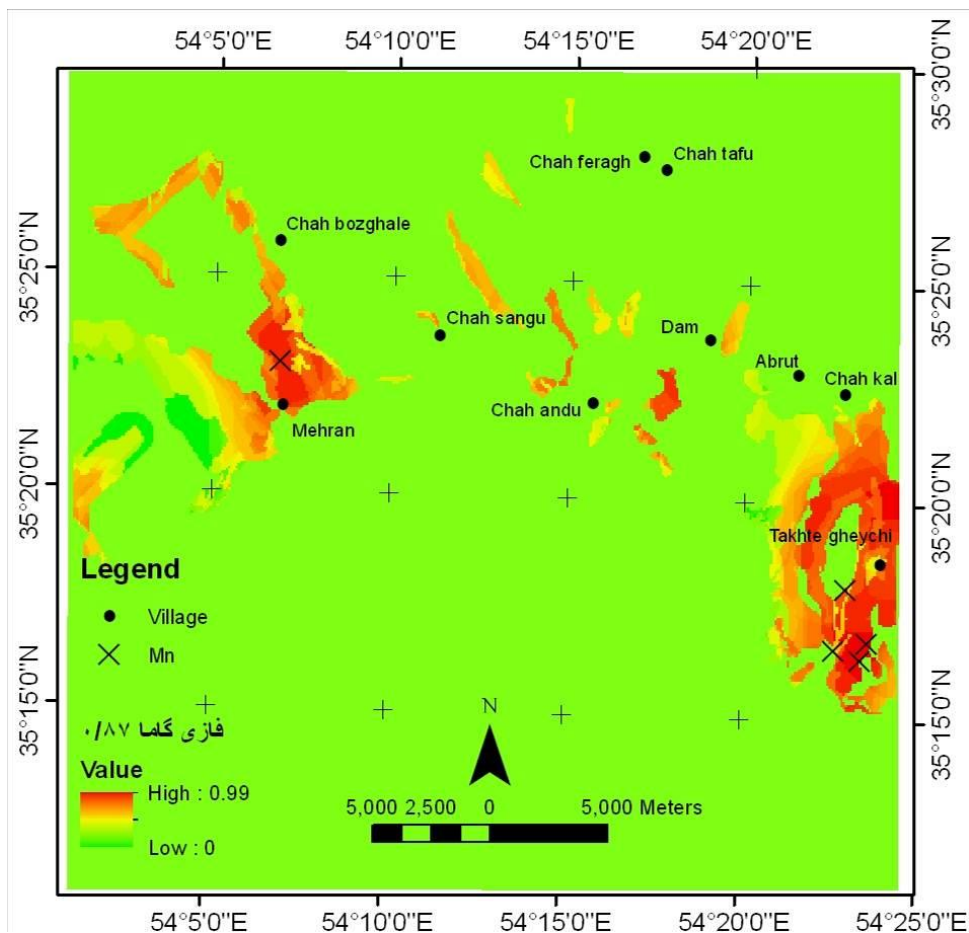 54°5'0"E 54°10'0"E 54°15'0"E 54°20'0"E
35°30'0"N
35°25'0"N
35°20'0"N
35°15'0"N
35°25'0"N
35°20'0"N
35°15'0"N
Chah feragh
Chah tafu
Chah bozghale
Chah sangu
Dam
Abrut
Chah kal
Chah andu
Mehran
Takhte gheychi
Legend
Village
Mn
فازی گاما ۰/۸۷
Value
High : 0.99
Low : 0
N
5,000 2,500 0 5,000 Meters
54°5'0"E 54°10'0"E 54°15'0"E 54°20'0"E 54°25'0"E